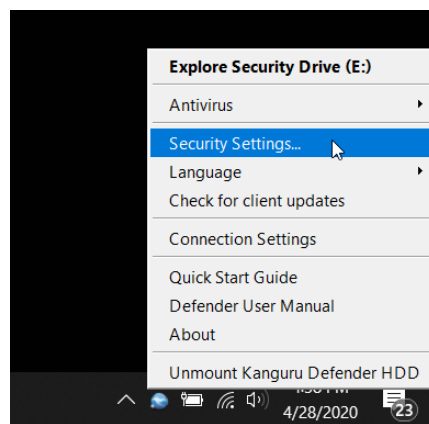 Explore Security Drive (E:)
Antivirus
Security Settings...
Language
Check for client updates
Connection Settings
Quick Start Guide
Defender User Manual
About
Unmount Kanguru Defender HDD
4/28/2020
23